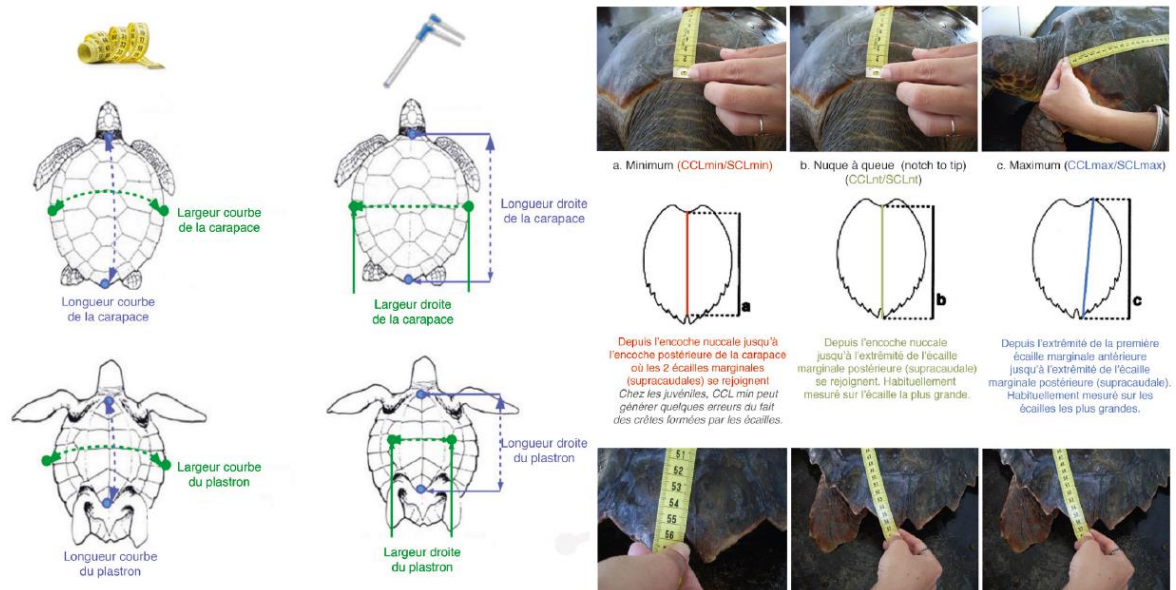 Largeur courbe
de la carapace
Longueur courbe
de la carapace
Longueur droite
de la carapace
Largeur droite
de la carapace
Largeur courbe
du plastron
Longueur courbe
du plastron
Longueur droite
du plastron
Largeur droite
du plastron
a. Minimum (CCLmin/SCLmin)
b. Nuque à queue (notch to tip)
(CCLnt/SCLnt)
c. Maximum (CCLmax/SCLmax)
a
b
c
Depuis l'encoche nuccale jusqu'à
l'encoche postérieure de la carapace
où les 2 écailles marginales
(supracaudales) se rejoignent
Chez les juvéniles, CCL min peut
générer quelques erreurs du fait
des crêtes formées par les écailles.
Depuis l'encoche nuccale
jusqu'à l'extrêmité de l'écaille
marginale postérieure (supracaudale)
se rejoignent. Habituellement
mesuré sur l'écaille la plus grande.
Depuis l'extrêmité de la première
écaille marginale antérieure
jusqu'à l'extrêmité de l'écaille
marginale postérieure (supracaudale).
Habituellement mesuré sur les
écailles les plus grandes.
51
52
53
54
55
56